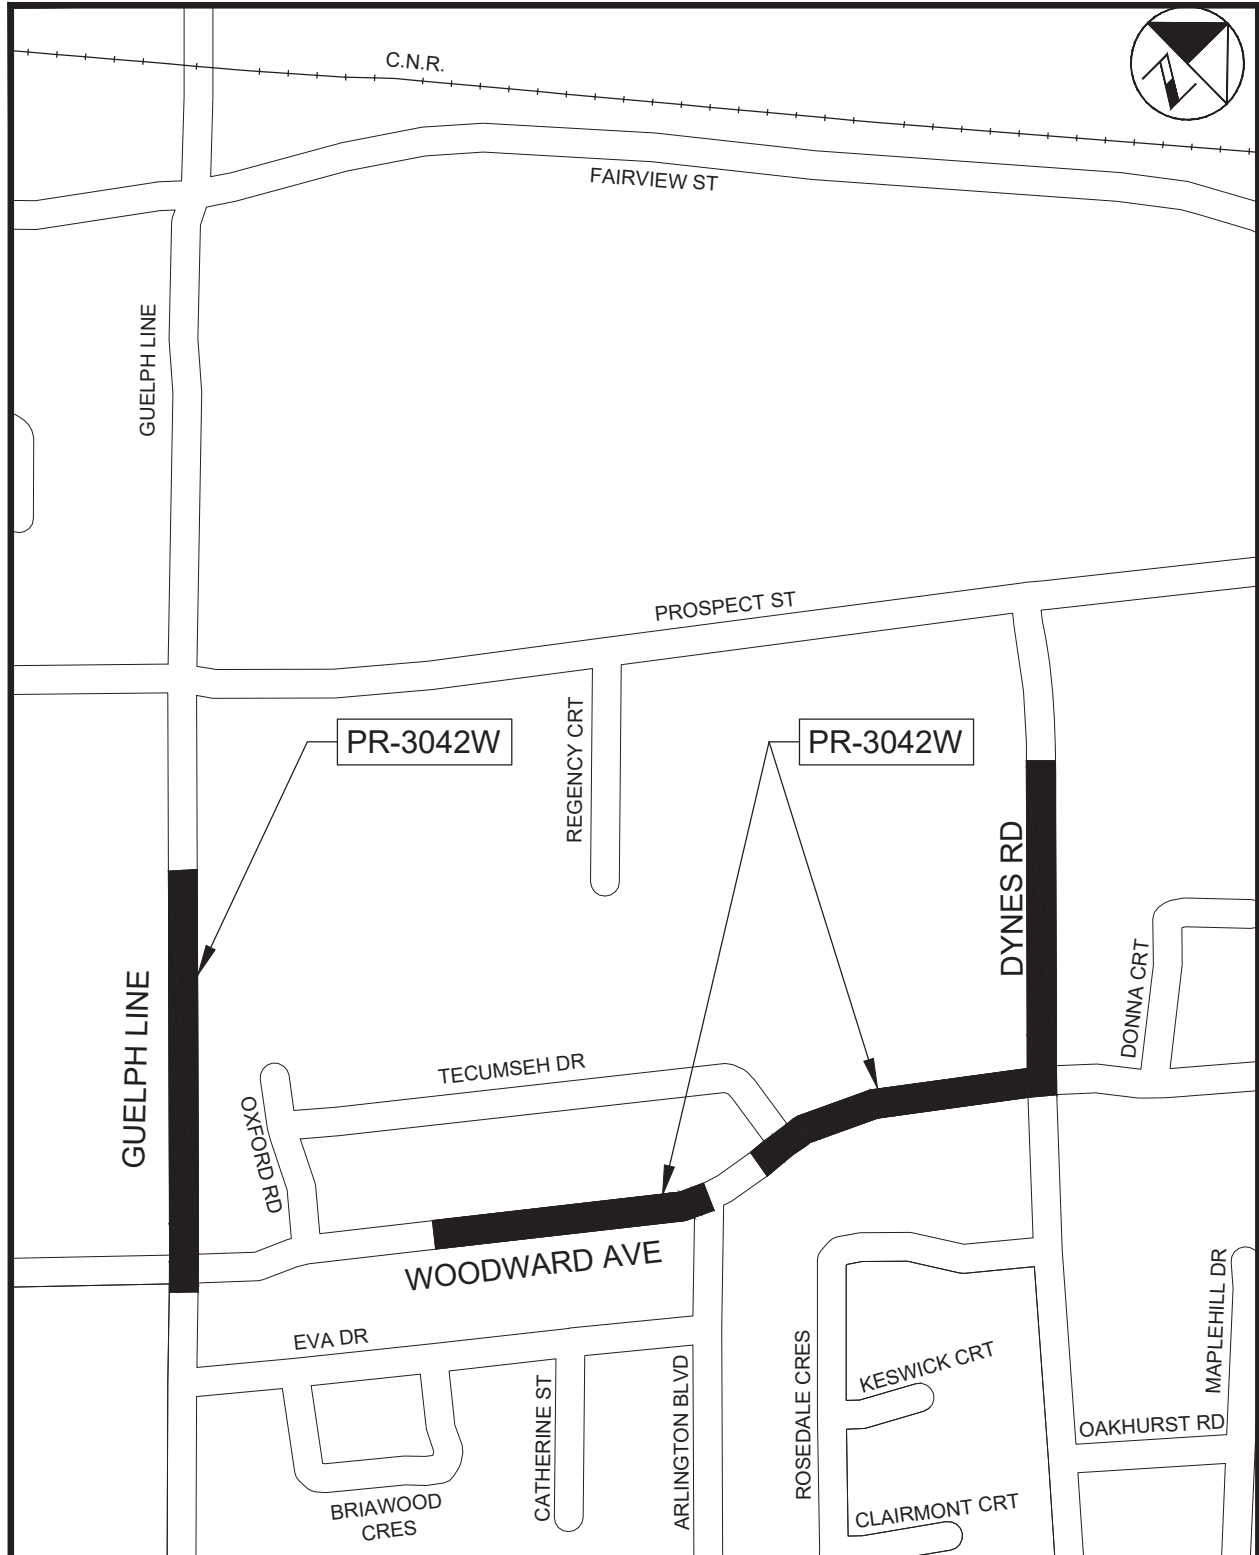 C.N.R.
N
FAIRVIEW ST
GUELPH LINE
PROSPECT ST
REGENCY CRT
PR-3042W
PR-3042W
DYNES RD
DONNA CRT
GUELPH LINE
TECUMSEH DR
OXFORD RD
WOODWARD AVE
EVA DR
MAPLEHILL DR
ROSEDALE CRES
KESWICK CRT
CATHERINE ST
ARLINGTON BLVD
OAKHURST RD
BRIAWOOD
CRES
CLAIRMONT CRT